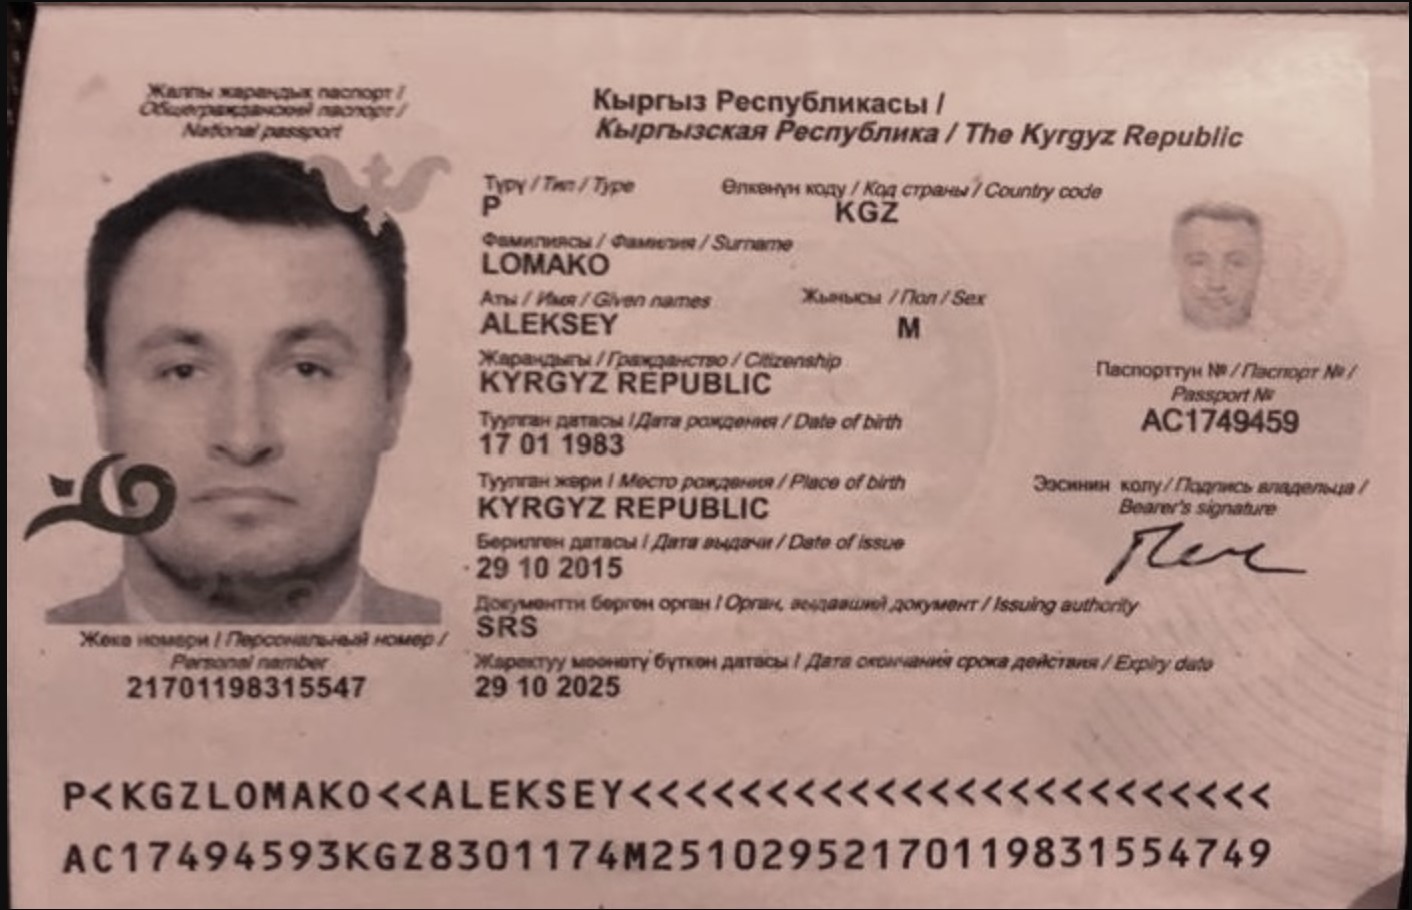 Жалпы жарандык паспорт /
Общегражданский паспорт /
National passport
Кыргыз Республикасы /
Кыргызская Республика / The Kyrgyz Republic
Түрү / Тип / Type
P
Өлкөнүн коду / Код страны / Country code
KGZ
Фамилиясы / Фамилия / Surname
LOMAKO
Аты / Имя / Given names
ALEKSEY
Жынысы / Пол / Sex
M
Жарандыгы / Гражданство / Citizenship
KYRGYZ REPUBLIC
Туулган датасы / Дата рождения / Date of birth
17 01 1983
Туулган жери / Место рождения / Place of birth
KYRGYZ REPUBLIC
Берилген датасы / Дата выдачи / Date of issue
29 10 2015
Документти берген орган / Орган, выдавший документ / Issuing authority
SRS
Жарактуу мөөнөтү бүткөн датасы / Дата окончания срока действия / Expiry date
29 10 2025
Паспорттун № / Паспорт № /
Passport №
AC1749459
Ээсинин колу / Подпись владельца /
Bearer's signature
Жеке номери / Персональный номер /
Personal namber
21701198315547
P<KGZLOMAKO<<ALEKSEY<<<<<<<<<<<<<<<<<<<<<<<<
AC17494593KGZ8301174M2510295217011983155 4749